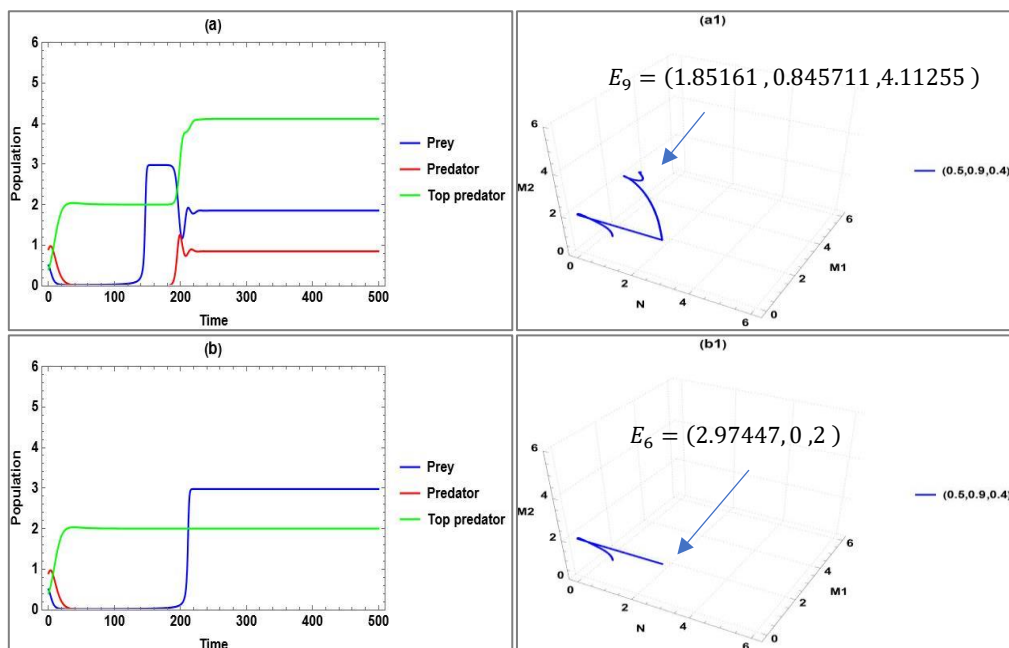 (a)
6
5
4
3
2
1
0
Population
0 100 200 300 400 500
Time
Prey
Predator
Top predator
(a1)
E₉ = (1.85161 , 0.845711 , 4.11255 )
6
4
M2
2
0
0
2
4
6
N
0
2
4
6
M1
(0.5,0.9,0.4)
(b)
6
5
4
3
2
1
0
Population
0 100 200 300 400 500
Time
Prey
Predator
Top predator
(b1)
E₆ = (2.97447, 0 , 2 )
6
4
M2
2
0
0
2
4
6
N
0
2
4
6
M1
(0.5,0.9,0.4)